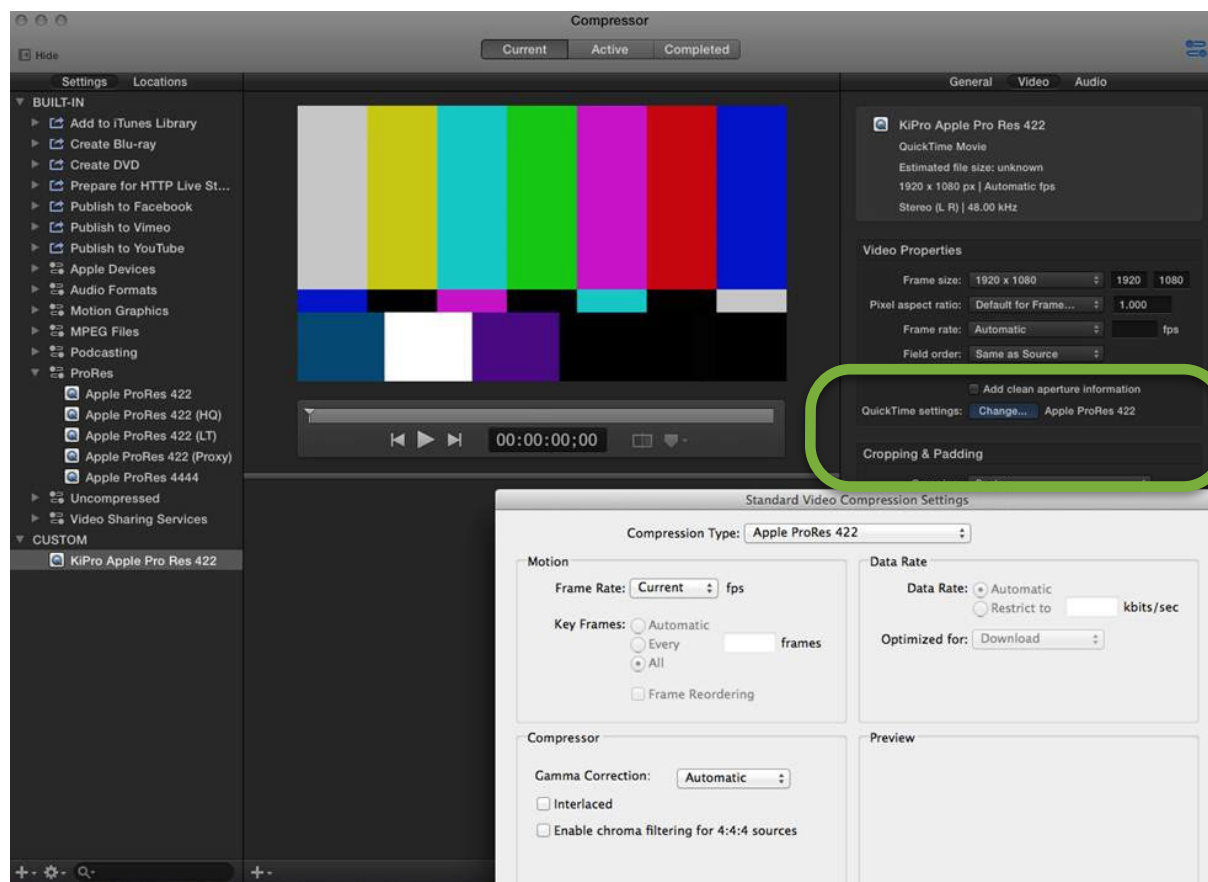 Compressor
Hide
Current Active Completed
Settings Locations
BUILT-IN
Add to iTunes Library
Create Blu-ray
Create DVD
Prepare for HTTP Live St...
Publish to Facebook
Publish to Vimeo
Publish to YouTube
Apple Devices
Audio Formats
Motion Graphics
MPEG Files
Podcasting
ProRes
Apple ProRes 422
Apple ProRes 422 (HQ)
Apple ProRes 422 (LT)
Apple ProRes 422 (Proxy)
Apple ProRes 4444
Uncompressed
Video Sharing Services
CUSTOM
KiPro Apple Pro Res 422
00:00:00;00
General Video Audio
KiPro Apple Pro Res 422
QuickTime Movie
Estimated file size: unknown
1920 x 1080 px | Automatic fps
Stereo (L R) | 48.00 kHz
Video Properties
Frame size: 1920 x 1080 1920 1080
Pixel aspect ratio: Default for Frame... 1.000
Frame rate: Automatic fps
Field order: Same as Source
Add clean aperture information
QuickTime settings: Change... Apple ProRes 422
Cropping & Padding
Standard Video Compression Settings
Compression Type: Apple ProRes 422
Motion
Frame Rate: Current fps
Key Frames: Automatic
Every frames
All
Frame Reordering
Data Rate
Data Rate: Automatic
Restrict to kbits/sec
Optimized for: Download
Compressor
Gamma Correction: Automatic
Interlaced
Enable chroma filtering for 4:4:4 sources
Preview